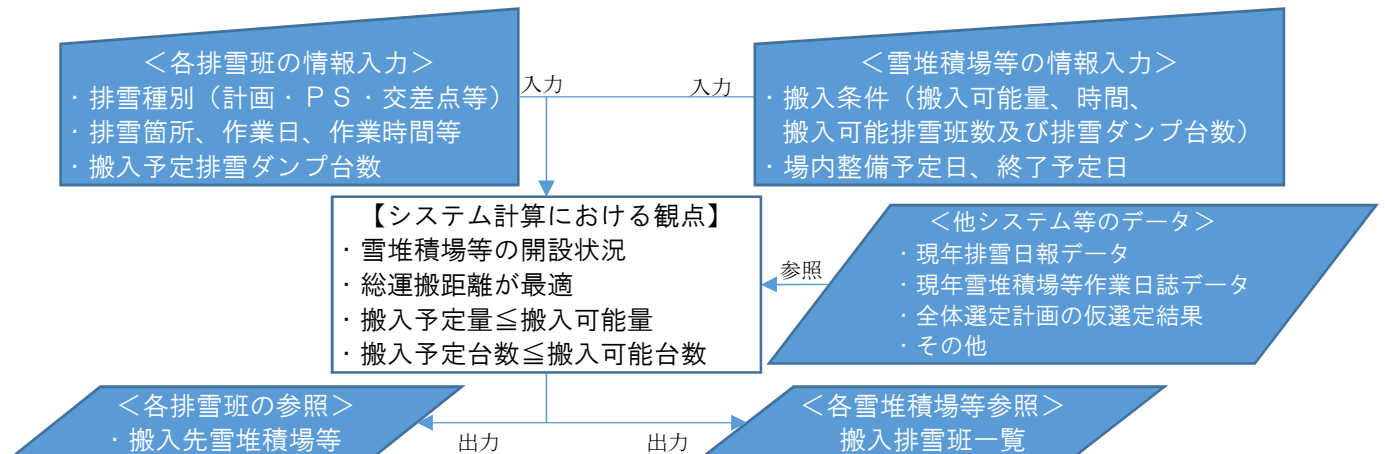 ＜各排雪班の情報入力＞
・排雪種別（計画・ＰＳ・交差点等）
・排雪箇所、作業日、作業時間等
・搬入予定排雪ダンプ台数
入力
入力
＜雪堆積場等の情報入力＞
・搬入条件（搬入可能量、時間、
搬入可能排雪班数及び排雪ダンプ台数）
・場内整備予定日、終了予定日
【システム計算における観点】
・雪堆積場等の開設状況
・総運搬距離が最適
・搬入予定量≦搬入可能量
・搬入予定台数≦搬入可能台数
参照
＜他システム等のデータ＞
・現年排雪日報データ
・現年雪堆積場等作業日誌データ
・全体選定計画の仮選定結果
・その他
＜各排雪班の参照＞
・搬入先雪堆積場等
出力
出力
＜各雪堆積場等参照＞
搬入排雪班一覧